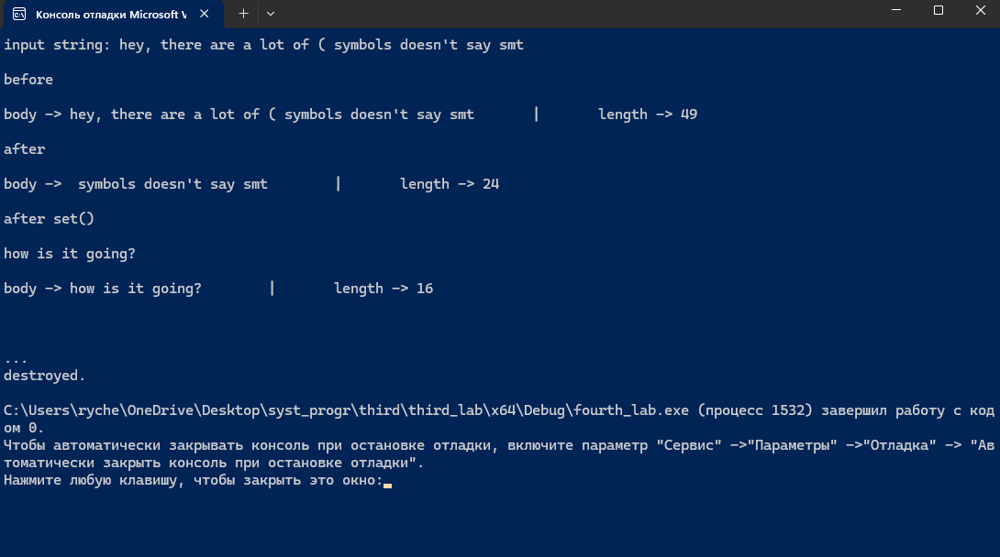 Консоль отладки Microsoft V
input string: hey, there are a lot of ( symbols doesn't say smt
before
body -> hey, there are a lot of ( symbols doesn't say smt | length -> 49
after
body -> symbols doesn't say smt | length -> 24
after set()
how is it going?
body -> how is it going? | length -> 16
...
destroyed.
C:\Users\ryche\OneDrive\Desktop\syst_progr\third\third_lab\x64\Debug\fourth_lab.exe (процесс 1532) завершил работу с код
ом 0.
Чтобы автоматически закрывать консоль при остановке отладки, включите параметр "Сервис" ->"Параметры" ->"Отладка" -> "Ав
томатически закрыть консоль при остановке отладки".
Нажмите любую клавишу, чтобы закрыть это окно: